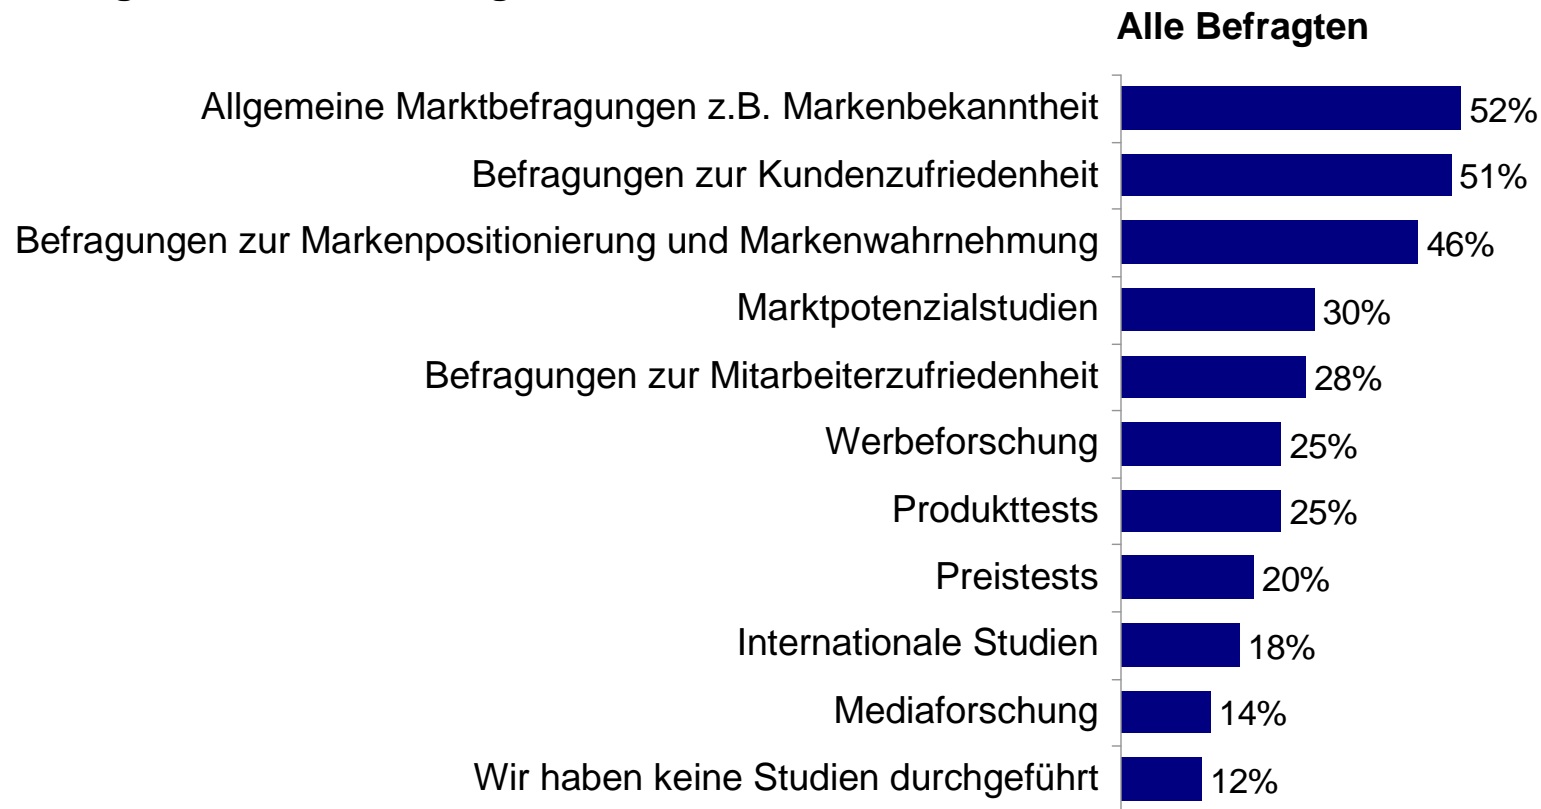 Alle Befragten
Allgemeine Marktbefragungen z.B. Markenbekanntheit 52%
Befragungen zur Kundenzufriedenheit 51%
Befragungen zur Markenpositionierung und Markenwahrnehmung 46%
Marktpotenzialstudien 30%
Befragungen zur Mitarbeiterzufriedenheit 28%
Werbeforschung 25%
Produkttests 25%
Preistests 20%
Internationale Studien 18%
Mediaforschung 14%
Wir haben keine Studien durchgeführt 12%